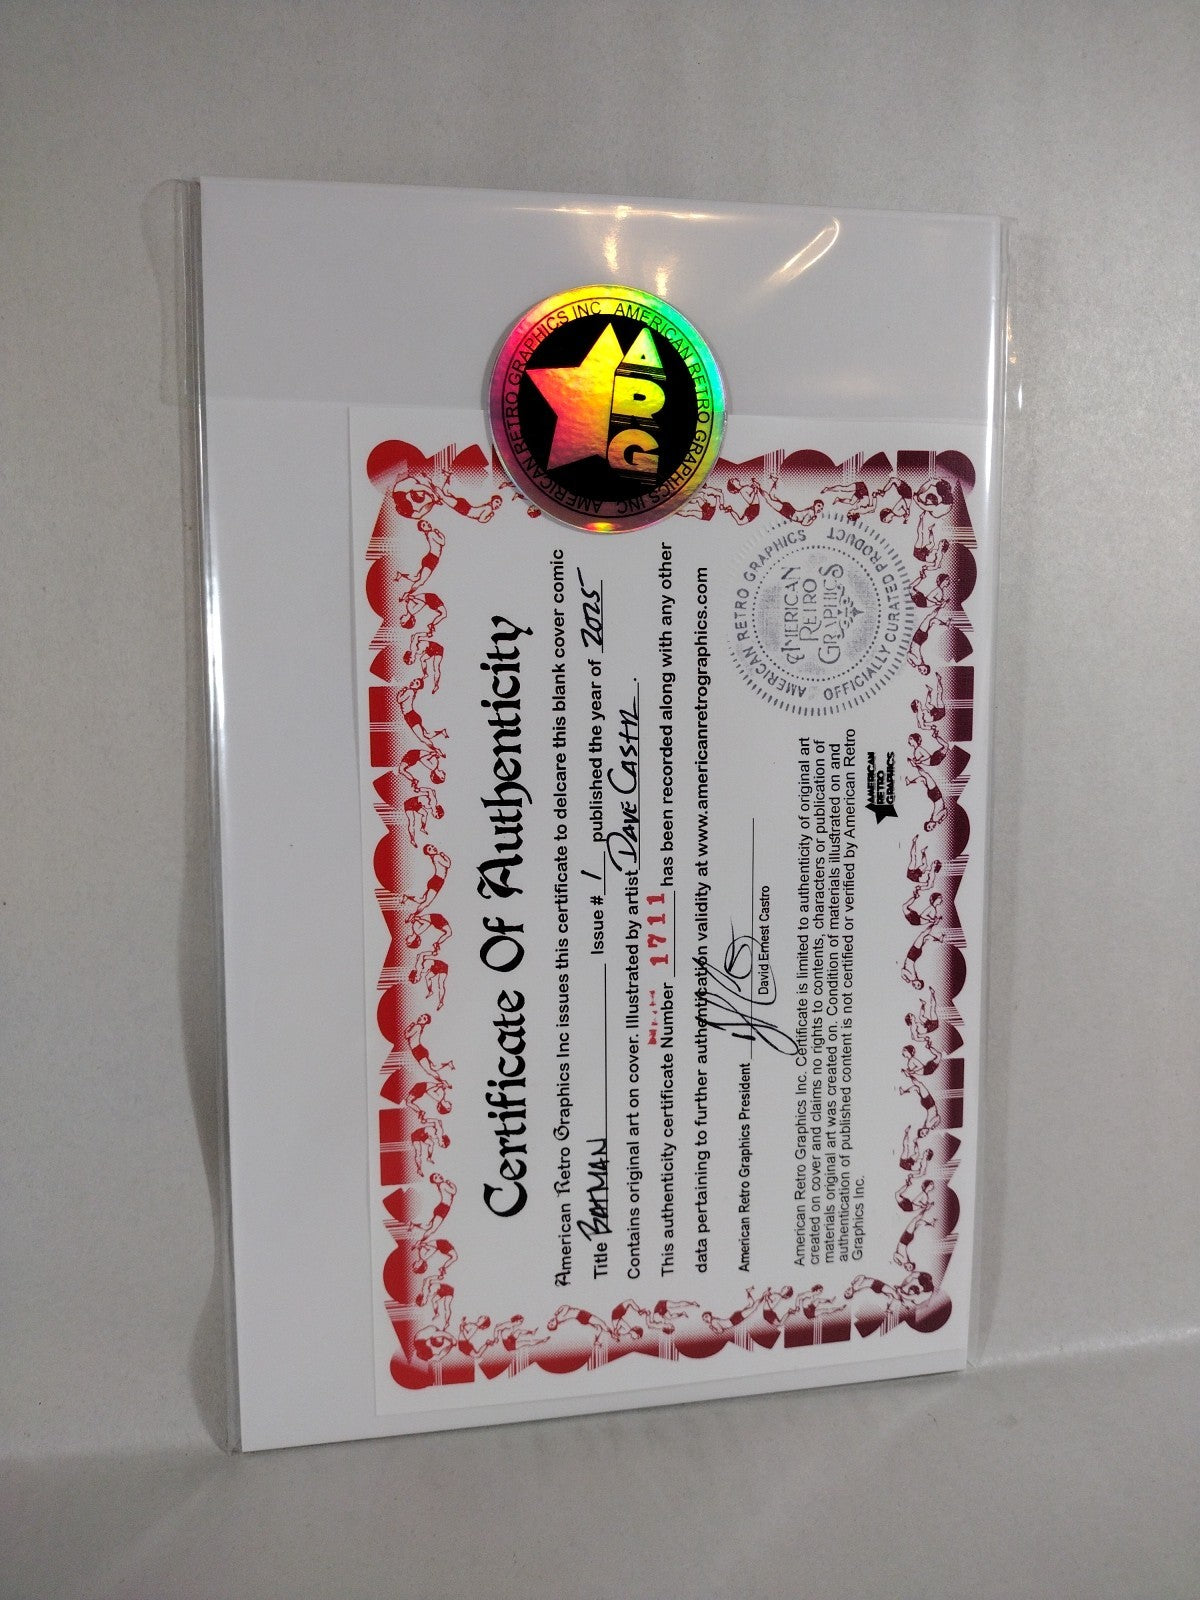 AMERICAN RETRO GRAPHICS INC AMERICAN RETRO GRAPHICS INC
ARG
Certificate Of Authenticity
American Retro Graphics Inc issues this certificate to delcare this blank cover comic
Title BATMAN Issue # 1 published the year of 2025
Contains original art on cover. Illustrated by artist DAVE CASTR.
This authenticity certificate Number 1711 has been recorded along with any other
data pertaining to further authentication validity at www.americanretrographics.com
American Retro Graphics President
David Ernest Castro
American Retro Graphics Inc. Certificate is limited to authenticity of original art
created on cover and claims no rights to contents, characters or publication of
materials original art was created on. Condition of materials illustrated on and
authentication of published content is not certified or verified by American Retro
Graphics Inc.
AMERICAN
RETRO
GRAPHICS
AMERICAN RETRO GRAPHICS
AMERICAN
RETRO
GRAPHICS
OFFICIALLY CURATED PRODUCT